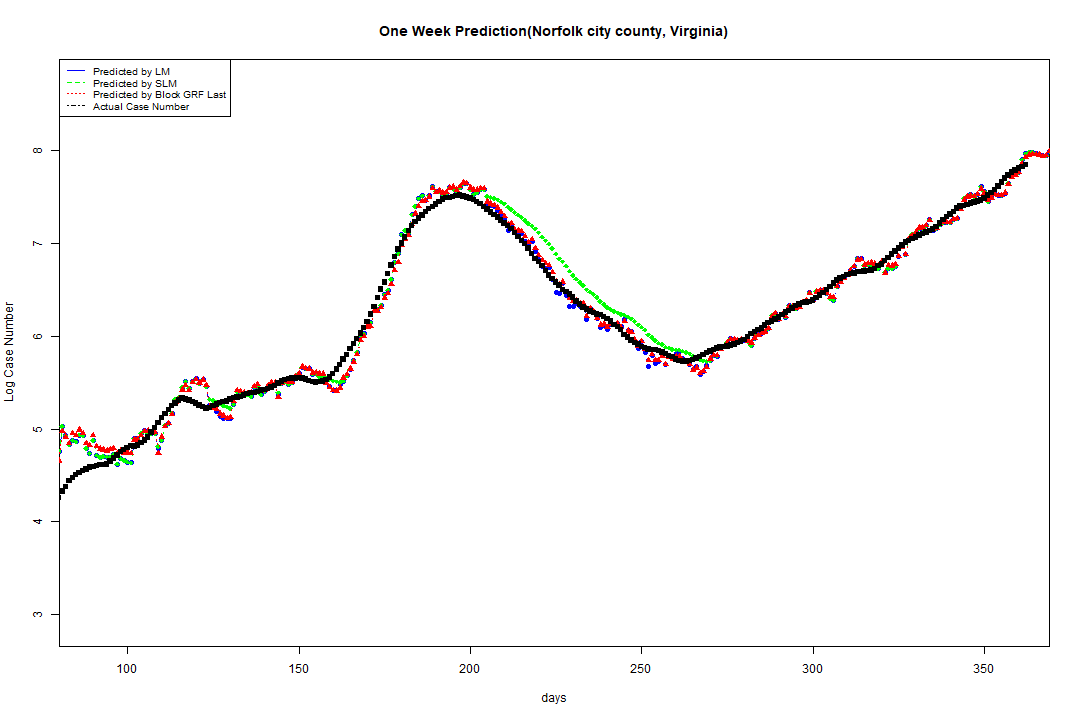 One Week Prediction(Norfolk city county, Virginia)
Predicted by LM
Predicted by SLM
Predicted by Block GRF Last
Actual Case Number
8
7
6
5
4
3
Log Case Number
100 150 200 250 300 350
days